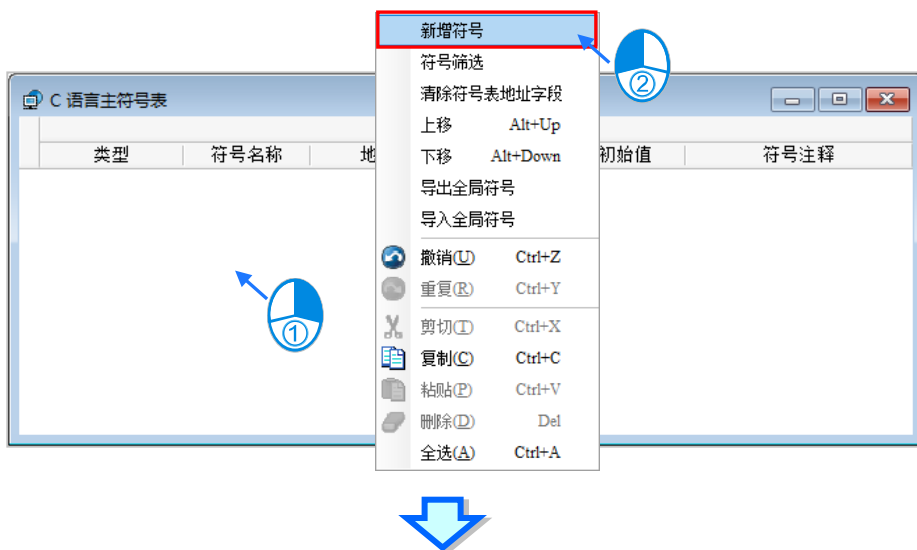 新增符号
符号筛选
清除符号表地址字段
上移 Alt+Up
下移 Alt+Down
导出全局符号
导入全局符号
撤销(U) Ctrl+Z
重复(R) Ctrl+Y
剪切(T) Ctrl+X
复制(C) Ctrl+C
粘贴(P) Ctrl+V
删除(D) Del
全选(A) Ctrl+A
②
C 语言主符号表
类型 符号名称 地 初始值 符号注释
①